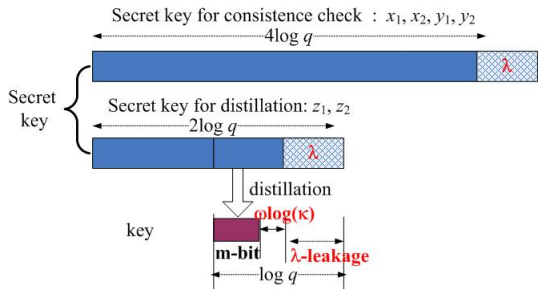 Secret key for consistence check : x₁, x₂, y₁, y₂
4log q
λ
Secret key
Secret key for distillation: z₁, z₂
2log q
λ
distillation
ωlog(κ)
key
m-bit
λ-leakage
log q